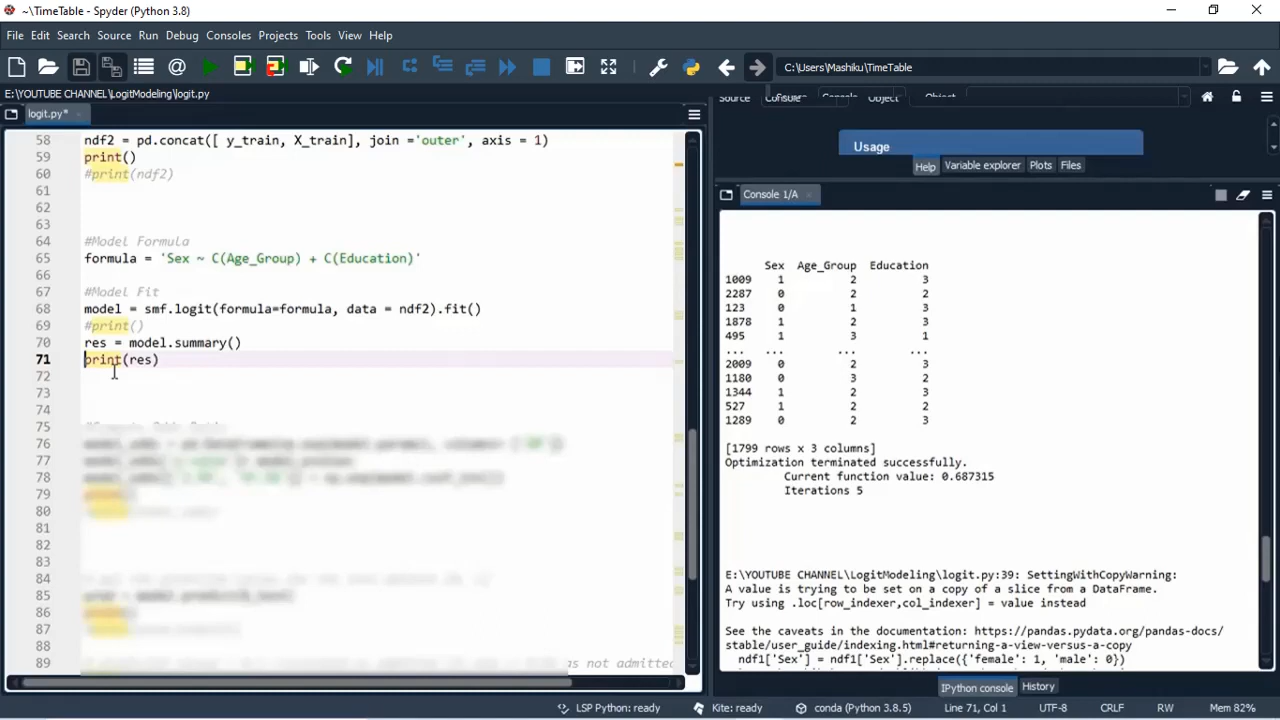 ~\TimeTable - Spyder (Python 3.8)
File Edit Search Source Run Debug Consoles Projects Tools View Help
C:\Users\Mashiku\TimeTable
E:\YOUTUBE CHANNEL\LogitModeling\logit.py
logit.py*
58 ndf2 = pd.concat([ y_train, X_train], join ='outer', axis = 1)
59 print()
60 #print(ndf2)
61
62
63
64 #Model Formula
65 formula = 'Sex ~ C(Age_Group) + C(Education)'
66
67 #Model Fit
68 model = smf.logit(formula=formula, data = ndf2).fit()
69 #print()
70 res = model.summary()
71 print(res)
72
73
74
75
76
77
78
79
80
81
82
83
84
85
86
87
88
89 as not admitted
Source Console Object
Usage
Help Variable explorer Plots Files
Console 1/A
Sex Age_Group Education
1009 1 2 3
2287 0 2 2
123 0 1 3
1878 1 2 3
495 1 3 1
... ... ... ...
2009 0 2 3
1180 0 3 2
1344 1 2 3
527 1 2 2
1289 0 2 3
[1799 rows x 3 columns]
Optimization terminated successfully.
Current function value: 0.687315
Iterations 5
E:\YOUTUBE CHANNEL\LogitModeling\logit.py:39: SettingWithCopyWarning:
A value is trying to be set on a copy of a slice from a DataFrame.
Try using .loc[row_indexer,col_indexer] = value instead
See the caveats in the documentation: https://pandas.pydata.org/pandas-docs/
stable/user_guide/indexing.html#returning-a-view-versus-a-copy
ndf1['Sex'] = ndf1['Sex'].replace({'female': 1, 'male': 0})
IPython console History
LSP Python: ready Kite: ready conda (Python 3.8.5) Line 71, Col 1 UTF-8 CRLF RW Mem 82%